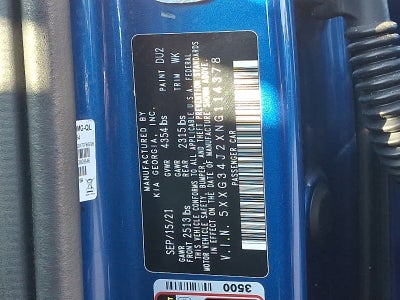 MANUFACTURED BY
KIA GEORGIA, INC.
PAINT DU2
TRIM WK
SEP/15/21
GVWR 4354 lbs
GAWR FRONT 2513 lbs
GAWR REAR 2315 lbs
THIS VEHICLE CONFORMS TO ALL APPLICABLE U.S.A. FEDERAL
MOTOR VEHICLE SAFETY, BUMPER, AND THEFT PREVENTION STANDARDS
IN EFFECT ON THE DATE OF MANUFACTURE SHOWN ABOVE.
V.I.N. 5XXG34J2XNG114378
PASSENGER CAR
3500